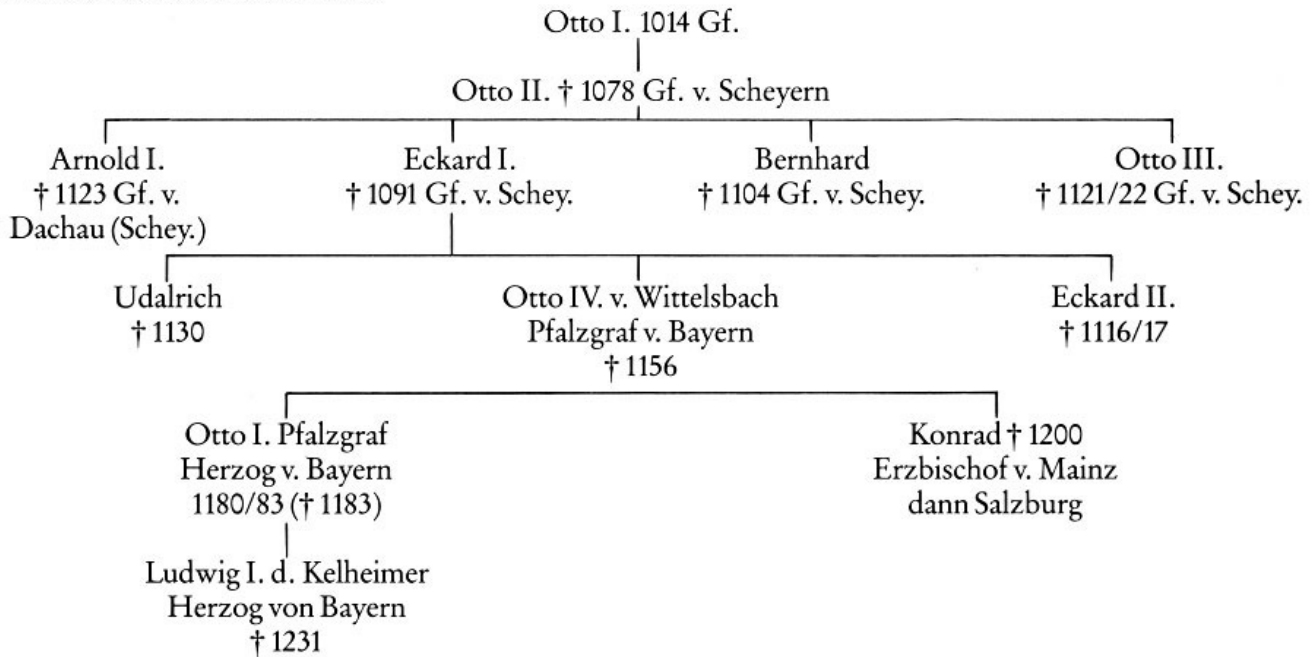 Otto I. 1014 Gf.
Otto II. † 1078 Gf. v. Scheyern
Arnold I.
† 1123 Gf. v.
Dachau (Schey.)
Eckard I.
† 1091 Gf. v. Schey.
Bernhard
† 1104 Gf. v. Schey.
Otto III.
† 1121/22 Gf. v. Schey.
Udalrich
† 1130
Otto IV. v. Wittelsbach
Pfalzgraf v. Bayern
† 1156
Eckard II.
† 1116/17
Otto I. Pfalzgraf
Herzog v. Bayern
1180/83 († 1183)
Konrad † 1200
Erzbischof v. Mainz
dann Salzburg
Ludwig I. d. Kelheimer
Herzog von Bayern
† 1231